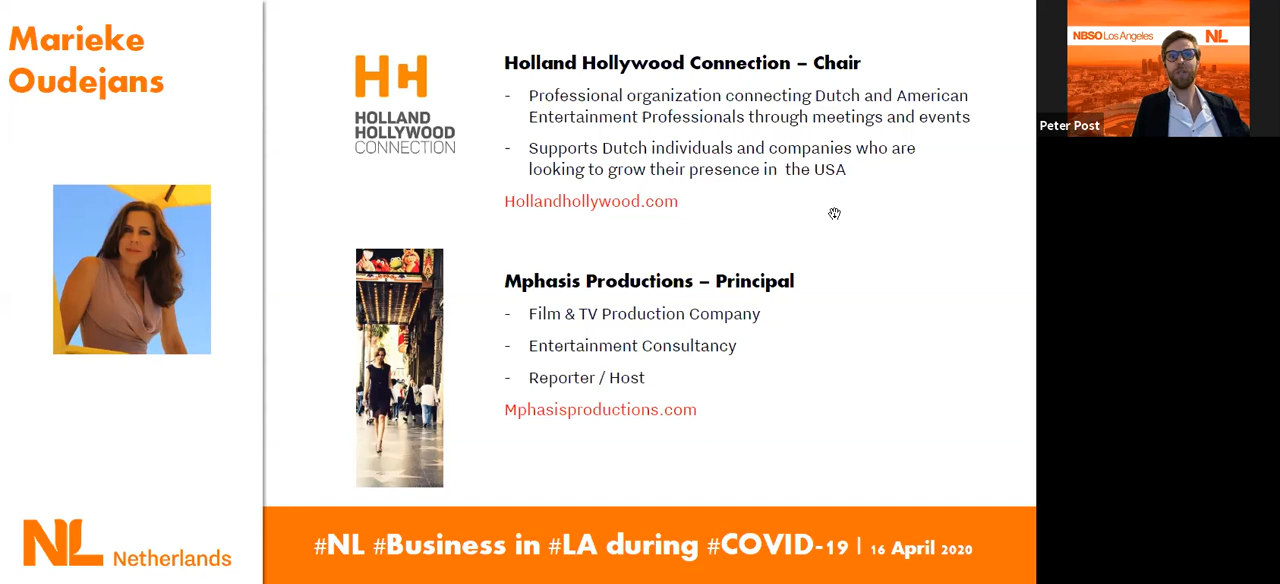 Marieke
Oudejans
HH
HOLLAND
HOLLYWOOD
CONNECTION
Holland Hollywood Connection – Chair
- Professional organization connecting Dutch and American
Entertainment Professionals through meetings and events
- Supports Dutch individuals and companies who are
looking to grow their presence in the USA
Hollandhollywood.com
Mphasis Productions – Principal
- Film & TV Production Company
- Entertainment Consultancy
- Reporter / Host
Mphasisproductions.com
NL Netherlands
#NL #Business in #LA during #COVID-19 | 16 April 2020
NBSO Los Angeles
NL
Peter Post